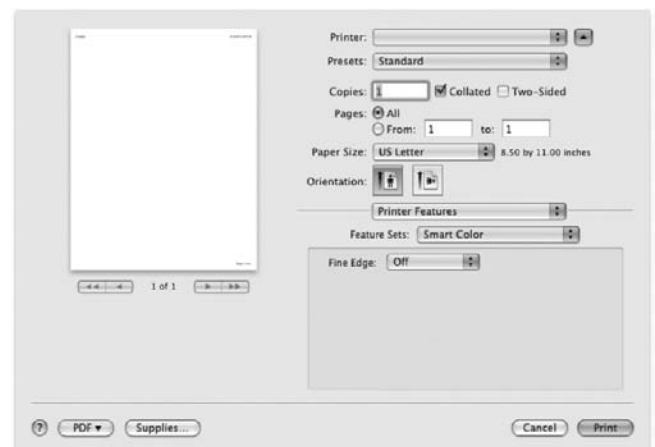 Printer:
Presets: Standard
Copies: 1 Collated Two-Sided
Pages: All
From: 1 to: 1
Paper Size: US Letter 8.50 by 11.00 inches
Orientation:
Printer Features
Feature Sets: Smart Color
Fine Edge: Off
1 of 1
? PDF Supplies... Cancel Print